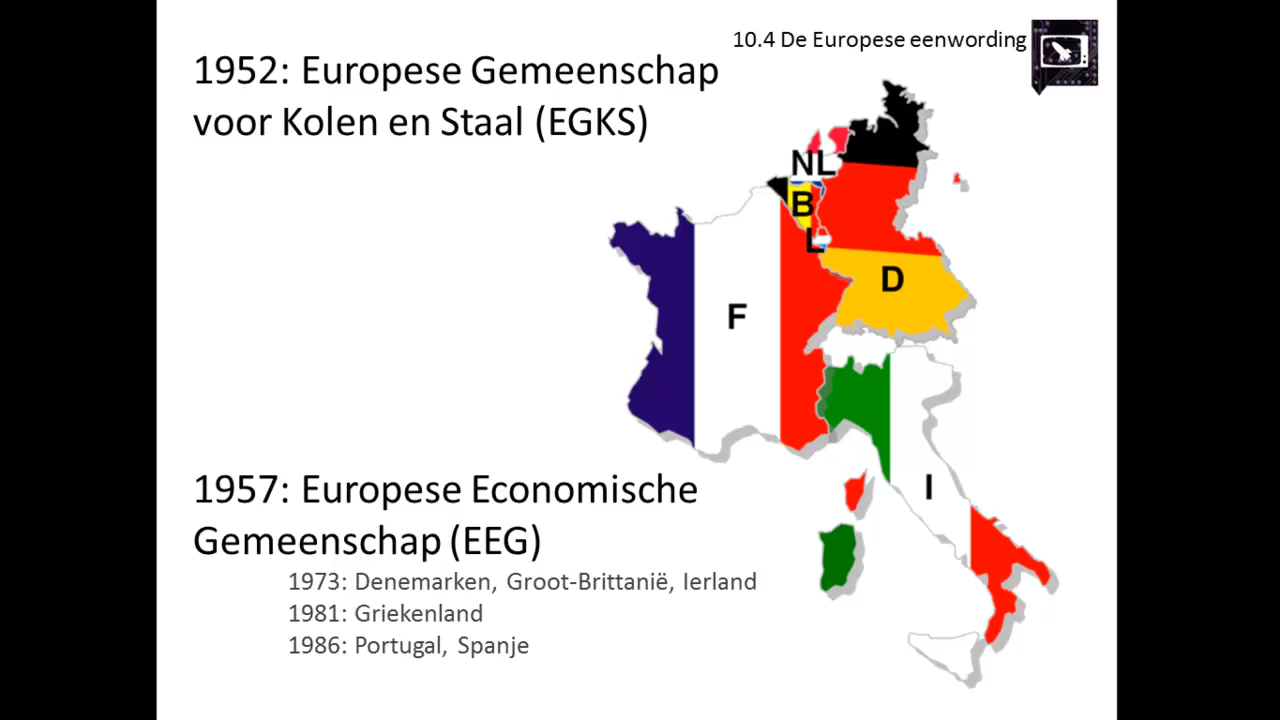 10.4 De Europese eenwording
1952: Europese Gemeenschap
voor Kolen en Staal (EGKS)
NL
B
L
D
F
I
1957: Europese Economische
Gemeenschap (EEG)
1973: Denemarken, Groot-Brittanië, Ierland
1981: Griekenland
1986: Portugal, Spanje